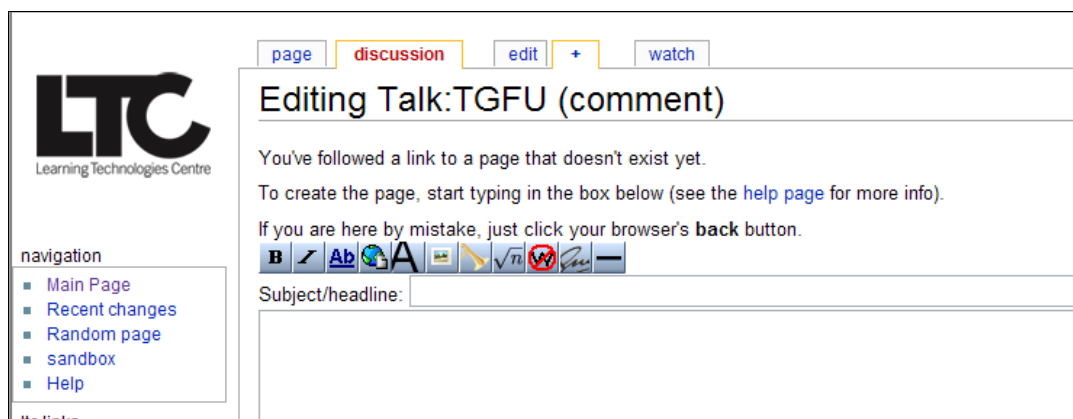 page discussion edit + watch
LTC
Learning Technologies Centre
Editing Talk:TGFU (comment)
You've followed a link to a page that doesn't exist yet.
To create the page, start typing in the box below (see the help page for more info).
If you are here by mistake, just click your browser's back button.
B I Ab A √n W
Subject/headline:
navigation
Main Page
Recent changes
Random page
sandbox
Help